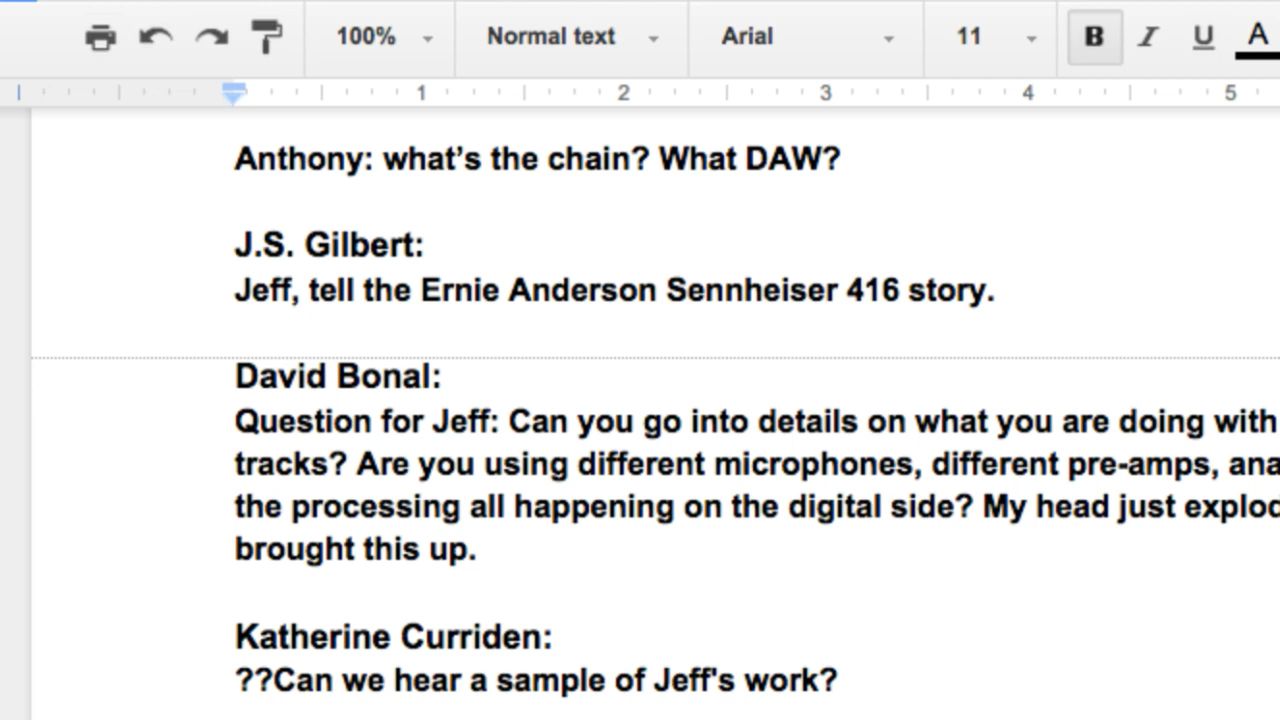 100% Normal text Arial 11 B I U A
1 2 3 4 5
Anthony: what’s the chain? What DAW?
J.S. Gilbert:
Jeff, tell the Ernie Anderson Sennheiser 416 story.
David Bonal:
Question for Jeff: Can you go into details on what you are doing with
tracks? Are you using different microphones, different pre-amps, ana
the processing all happening on the digital side? My head just explod
brought this up.
Katherine Curriden:
??Can we hear a sample of Jeff's work?